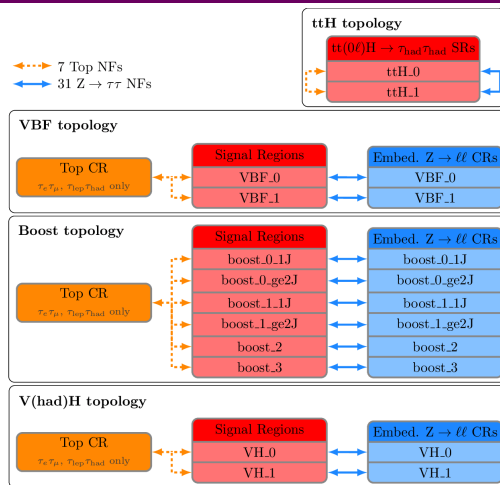 ttH topology
tt(0ℓ)H → τhadτhad SRs
ttH_0
ttH_1
7 Top NFs
31 Z → ττ NFs
VBF topology
Top CR
τeτμ, τlepτhad only
Signal Regions
VBF_0
VBF_1
Embed. Z → ℓℓ CRs
VBF_0
VBF_1
Boost topology
Top CR
τeτμ, τlepτhad only
Signal Regions
boost_0_1J
boost_0_ge2J
boost_1_1J
boost_1_ge2J
boost_2
boost_3
Embed. Z → ℓℓ CRs
boost_0_1J
boost_0_ge2J
boost_1_1J
boost_1_ge2J
boost_2
boost_3
V(had)H topology
Top CR
τeτμ, τlepτhad only
Signal Regions
VH_0
VH_1
Embed. Z → ℓℓ CRs
VH_0
VH_1